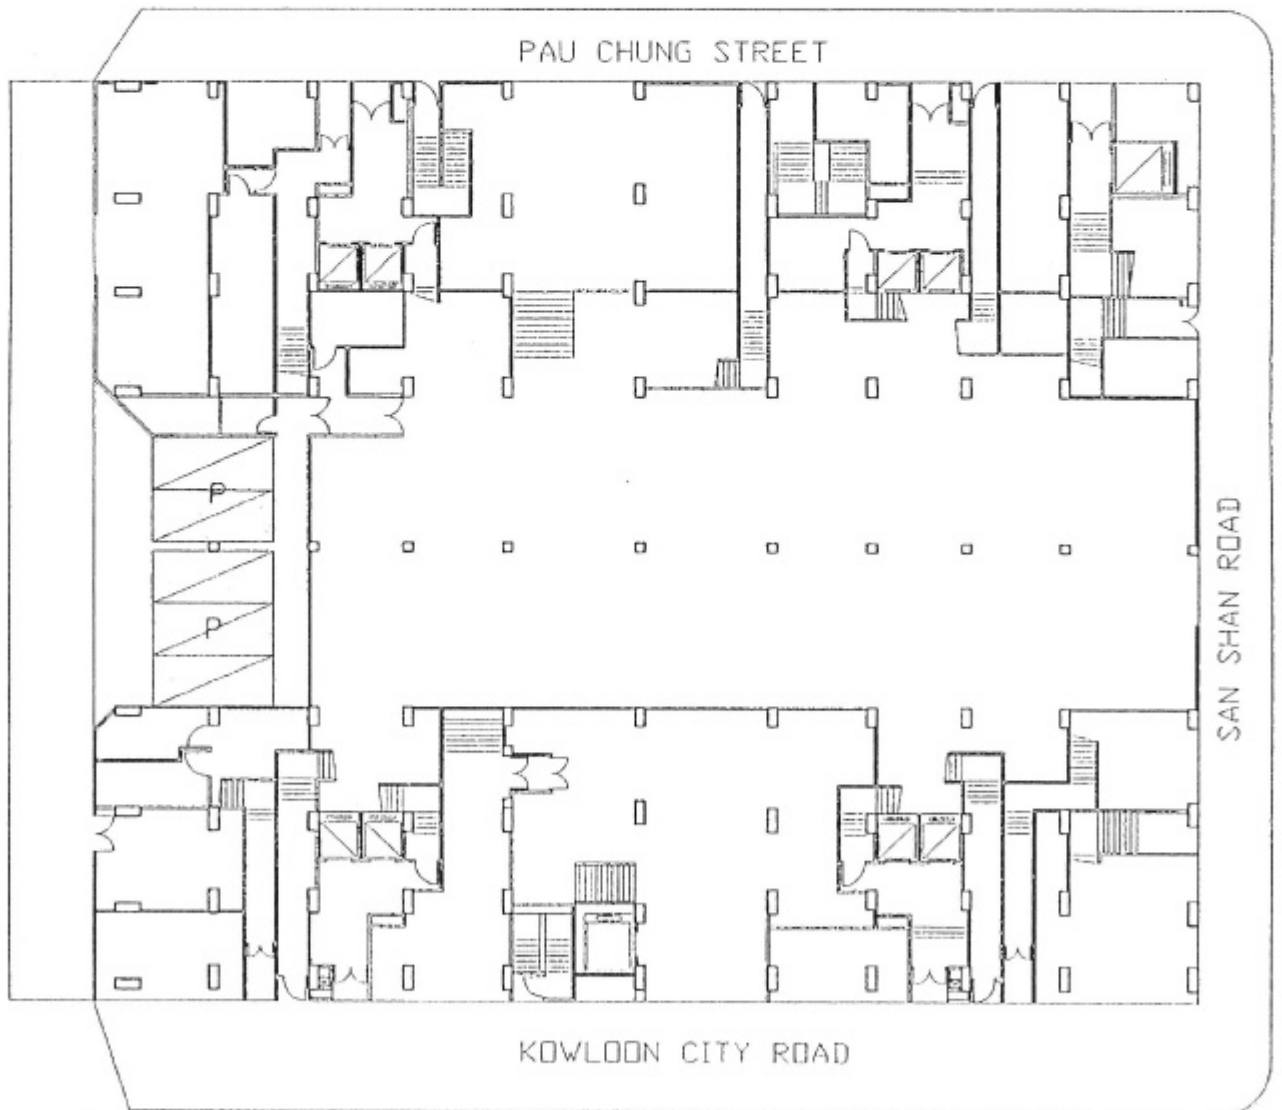 PAU CHUNG STREET
P
P
SAN SHAN ROAD
KOWLOON CITY ROAD